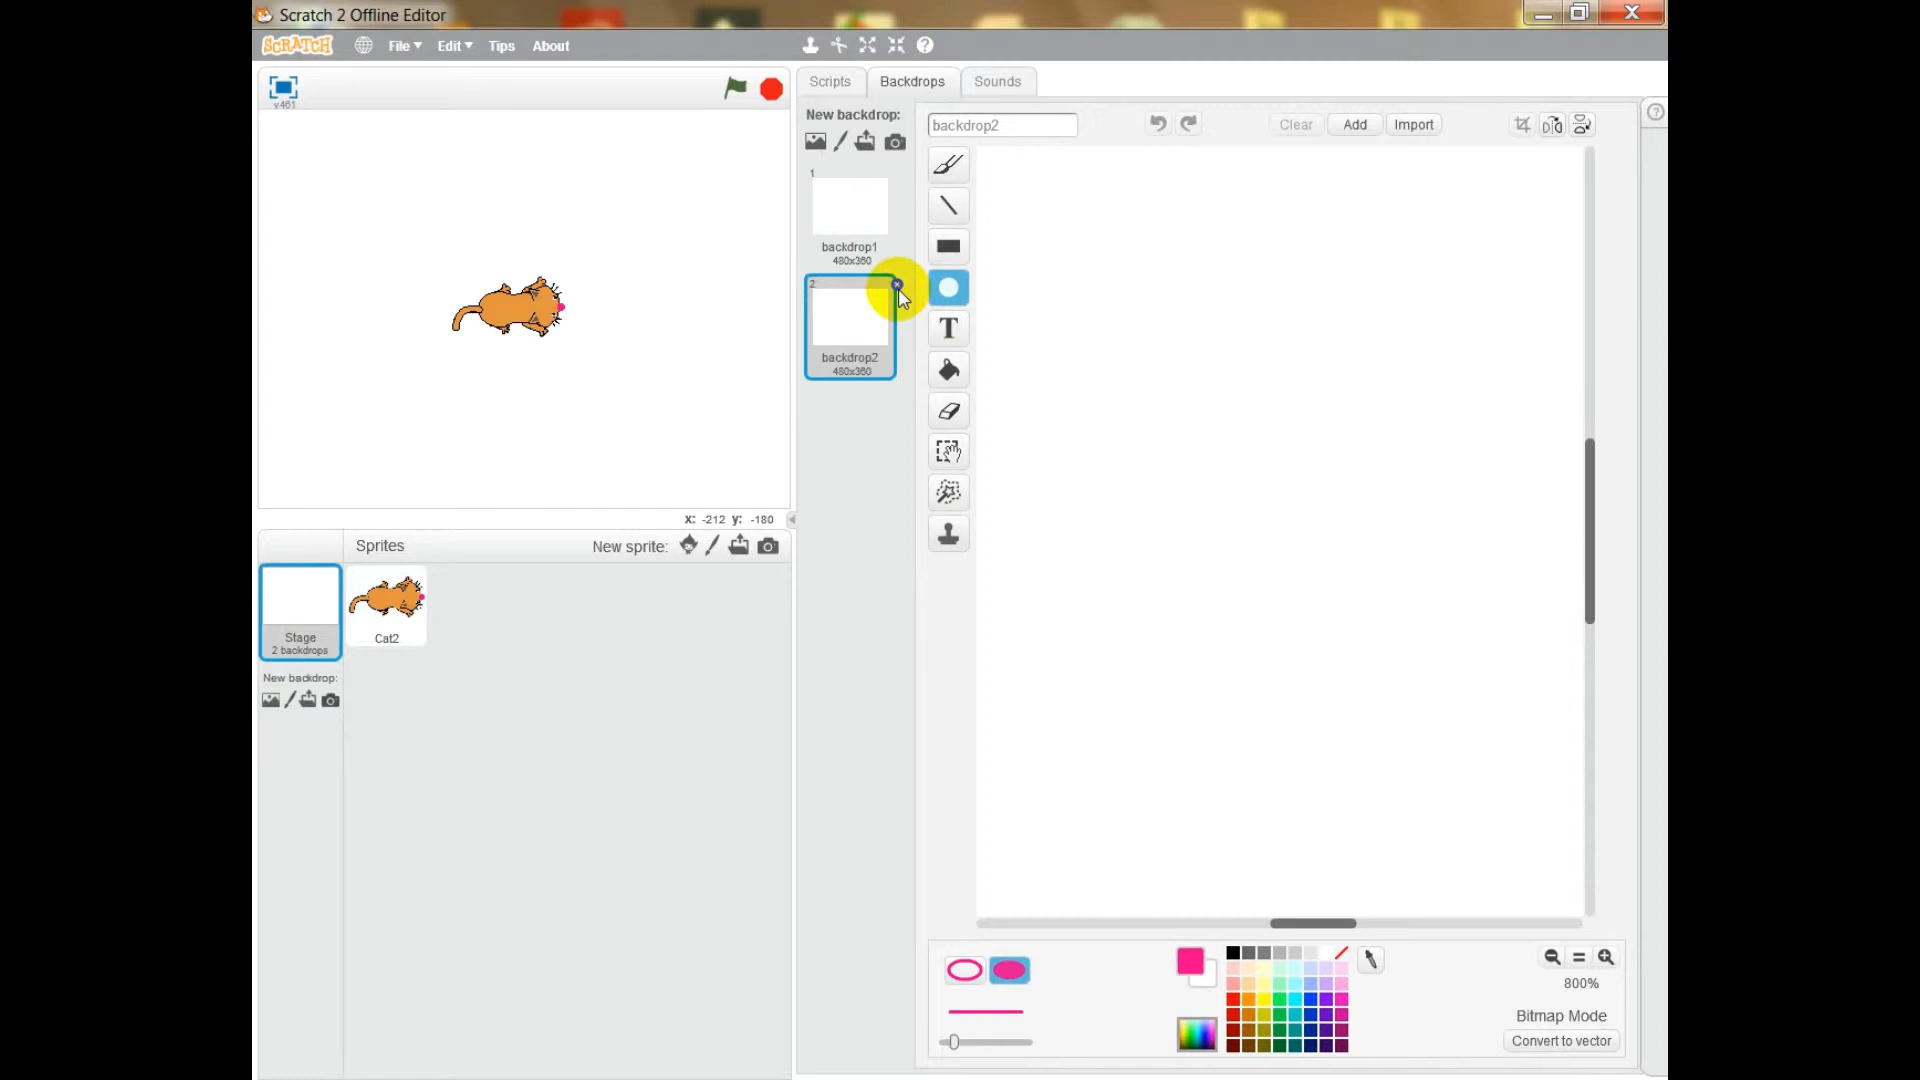 Scratch 2 Offline Editor
SCRATCH File Edit Tips About
v461
Scripts Backdrops Sounds
New backdrop:
backdrop2
Clear Add Import
1
backdrop1
480x360
2
backdrop2
480x360
T
x: -212 y: -180
Sprites
New sprite:
Stage
2 backdrops
Cat2
New backdrop:
800%
Bitmap Mode
Convert to vector